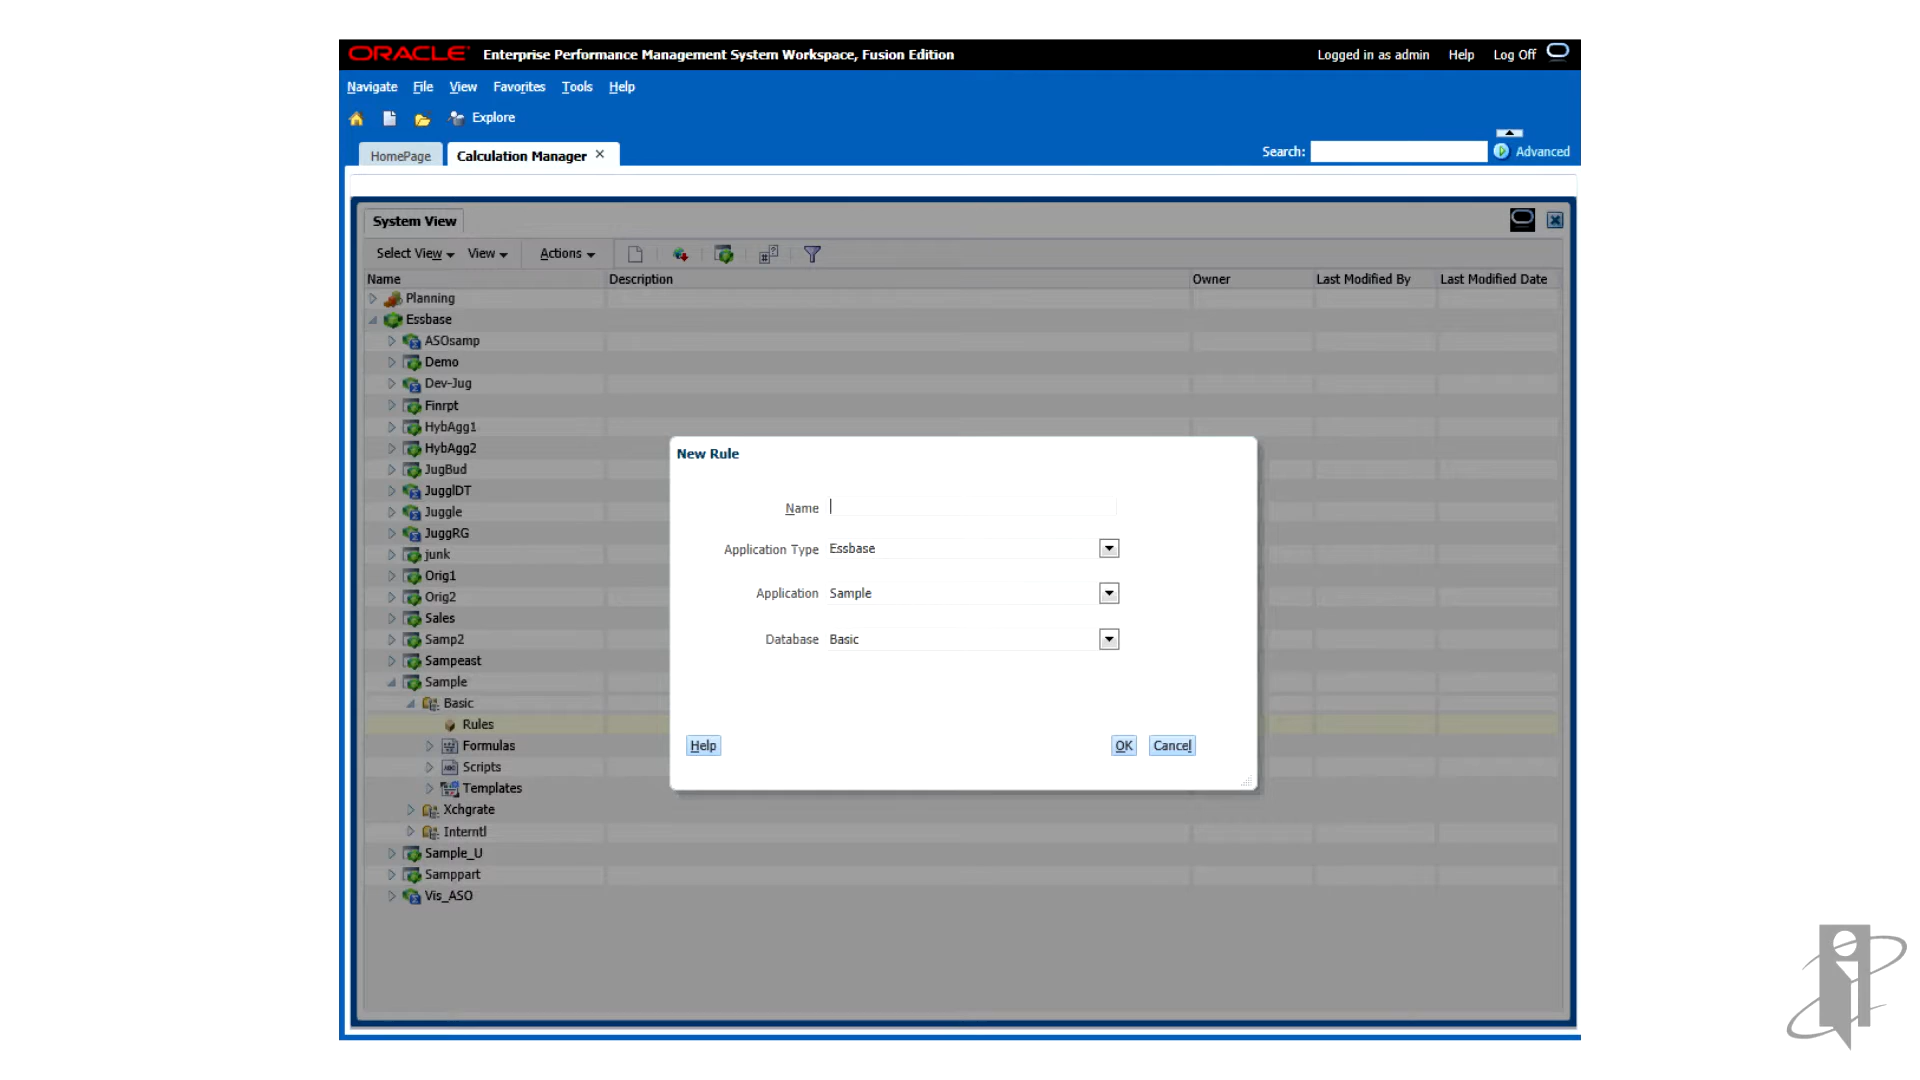 ORACLE Enterprise Performance Management System Workspace, Fusion Edition Logged in as admin Help Log Off
Navigate File View Favorites Tools Help
Explore
HomePage Calculation Manager Search: Advanced
System View
Select View View Actions
Name Description Owner Last Modified By Last Modified Date
Planning
Essbase
ASOsamp
Demo
Dev-Jug
Finrpt
HybAgg1
HybAgg2
JugBud
JugglDT
Juggle
JuggRG
junk
Orig1
Orig2
Sales
Samp2
Sampeast
Sample
Basic
Rules
Formulas
Scripts
Templates
Xchgrate
Interntl
Sample_U
Samppart
Vis_ASO
New Rule
Name
Application Type Essbase
Application Sample
Database Basic
Help OK Cancel